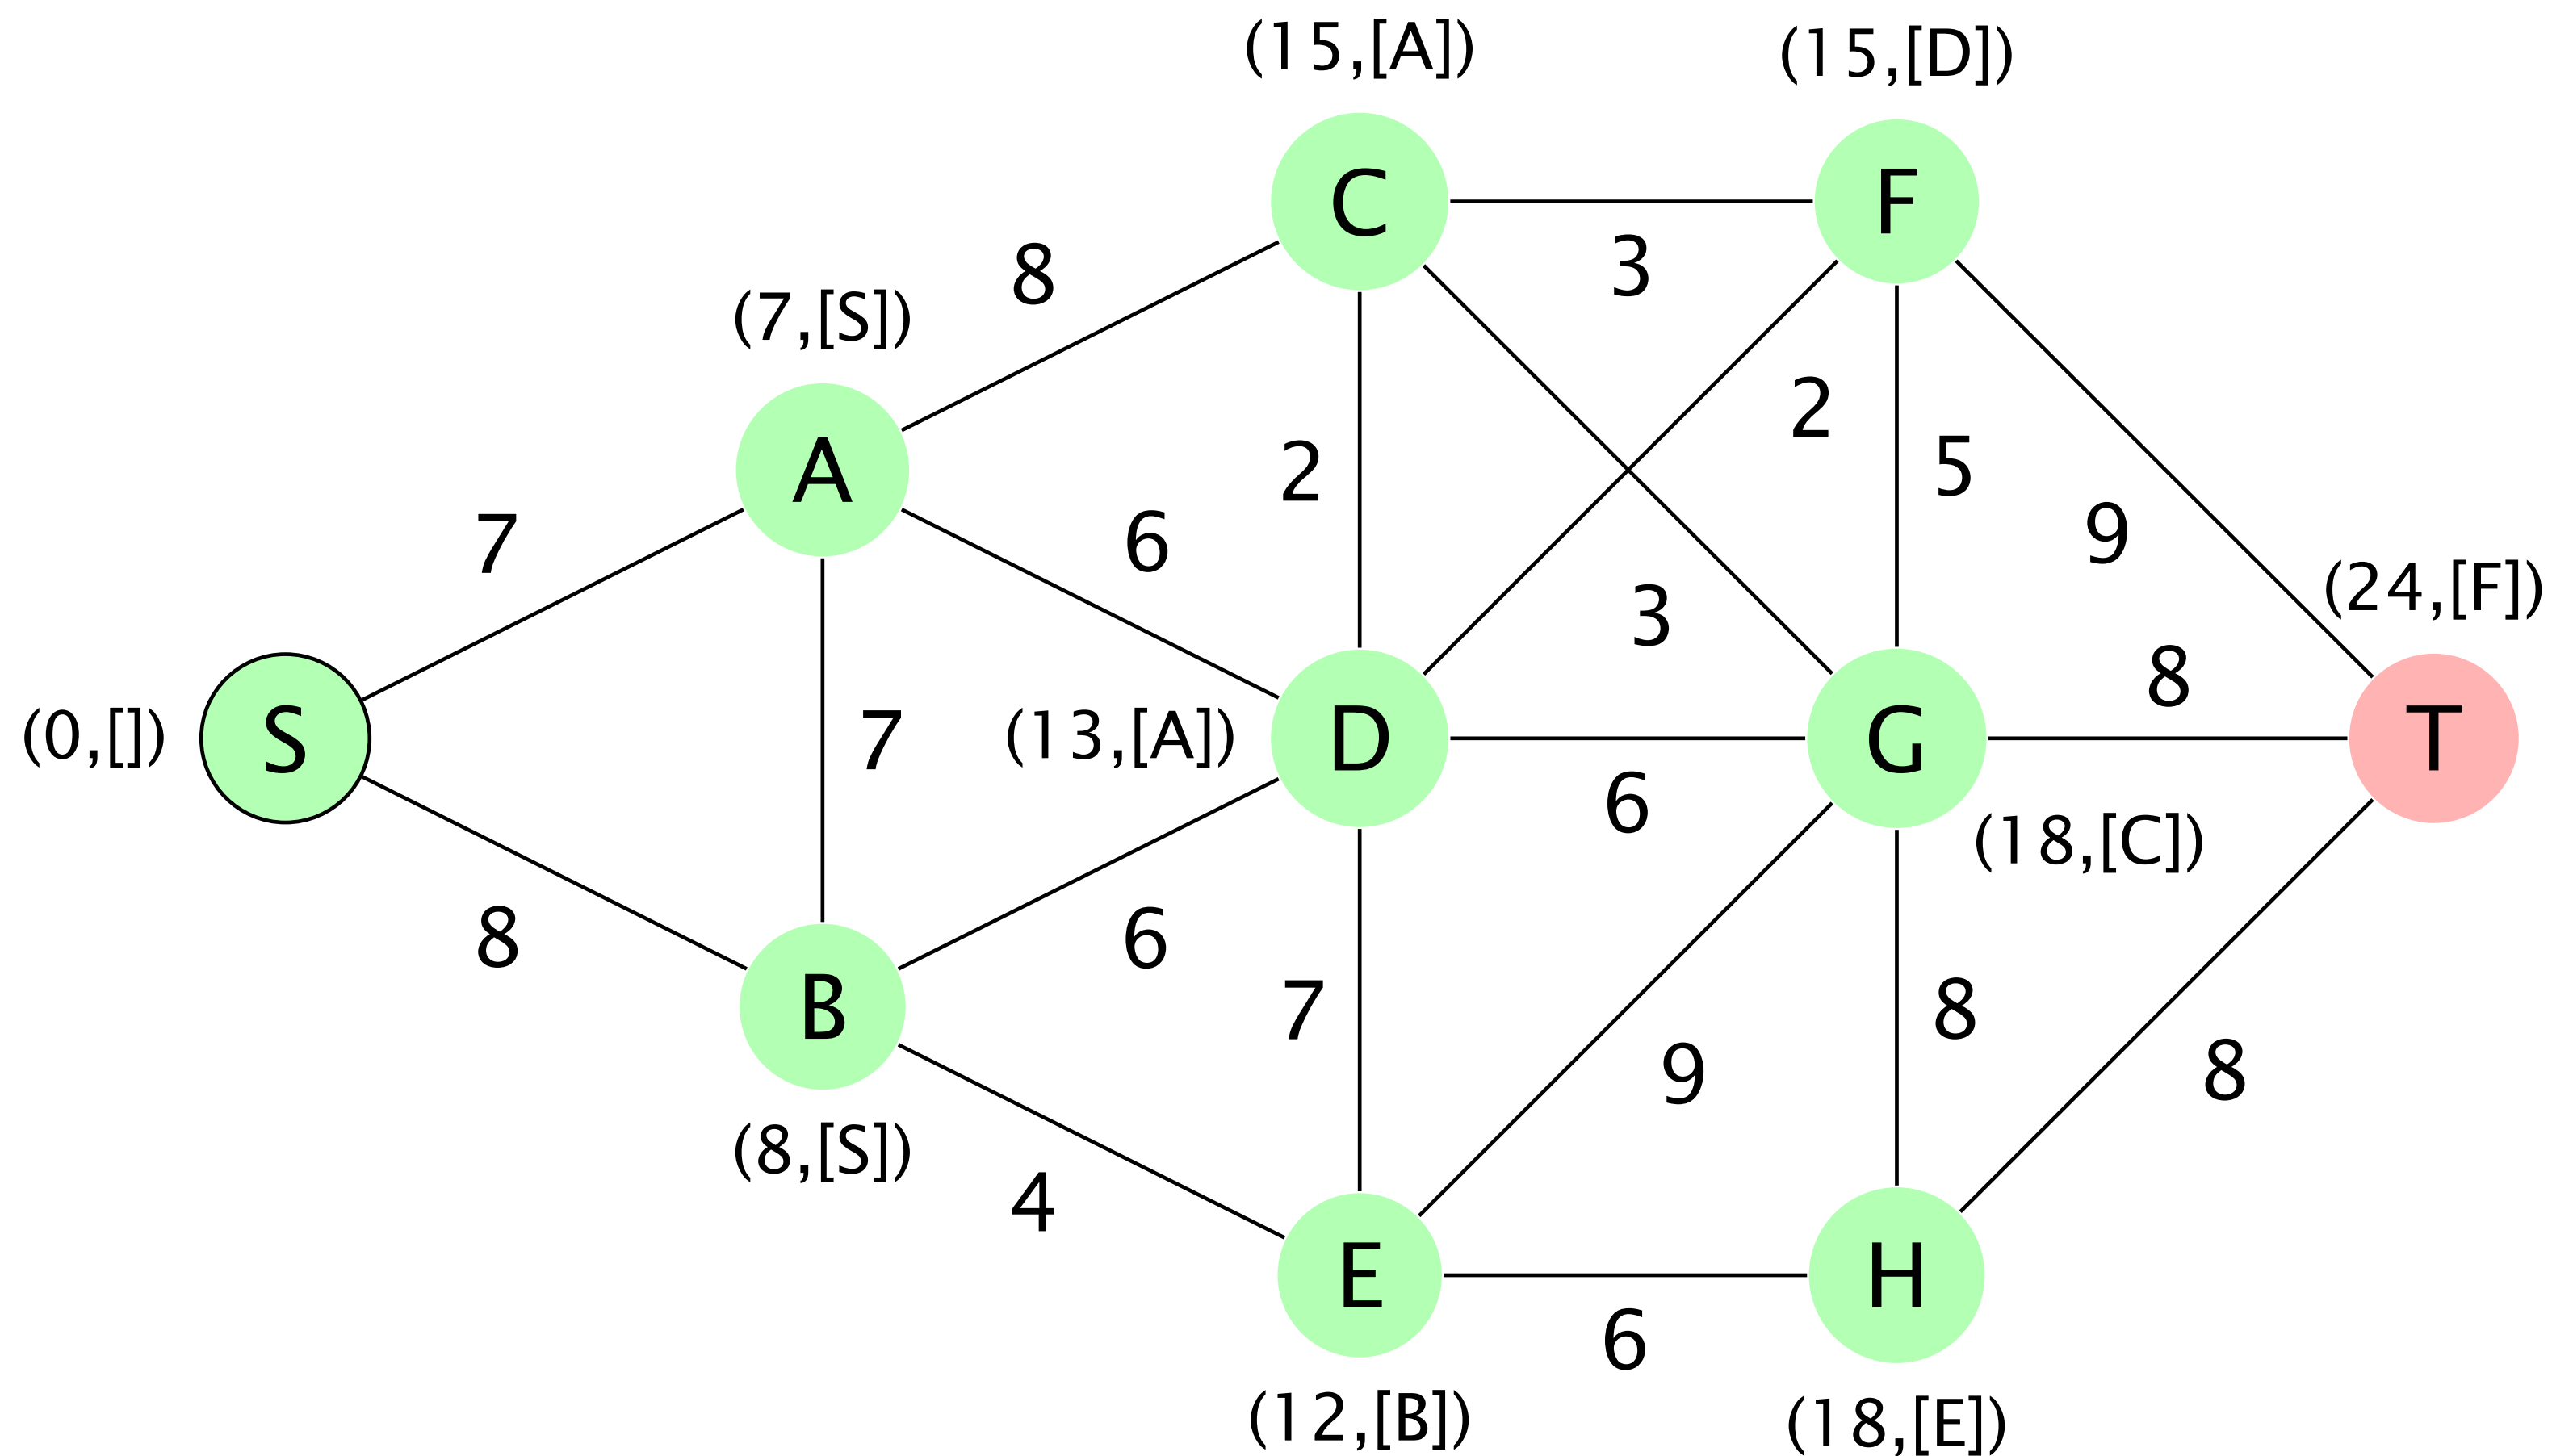 (15,[A])
(15,[D])
C
F
8
3
(7,[S])
2
A
2
5
6
9
7
3
(24,[F])
8
(0,[])
S
7
(13,[A])
D
G
T
6
(18,[C])
8
6
B
7
8
9
8
(8,[S])
4
E
H
6
(12,[B])
(18,[E])